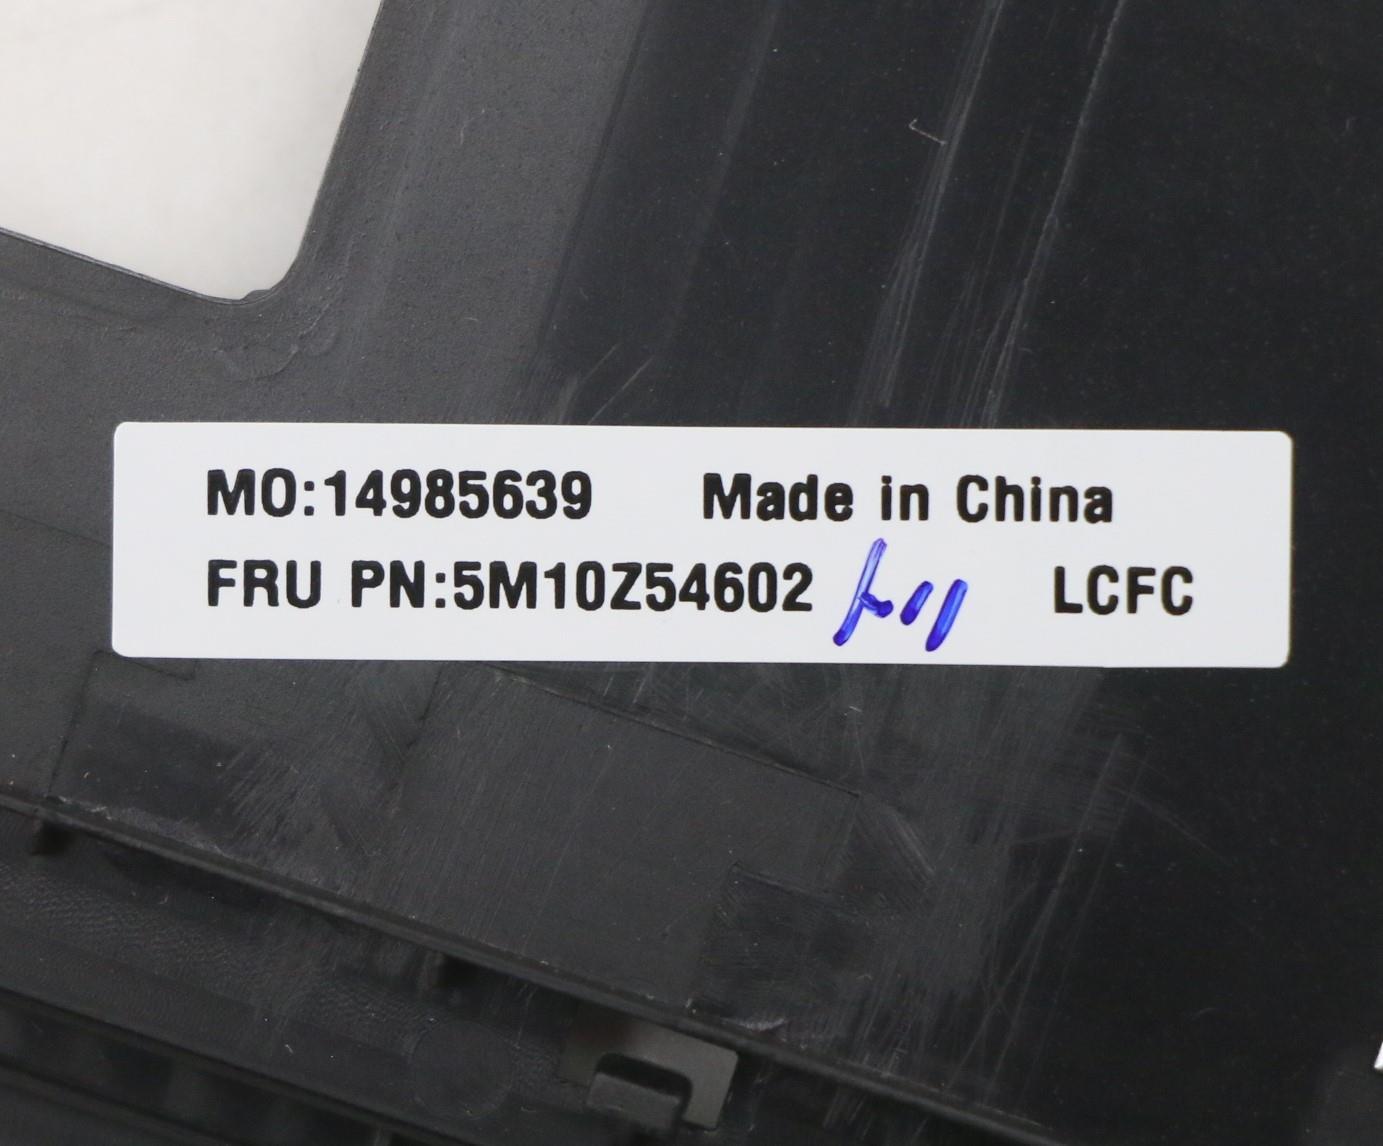 MO:14985639 Made in China
FRU PN:5M10Z54602 LCFC